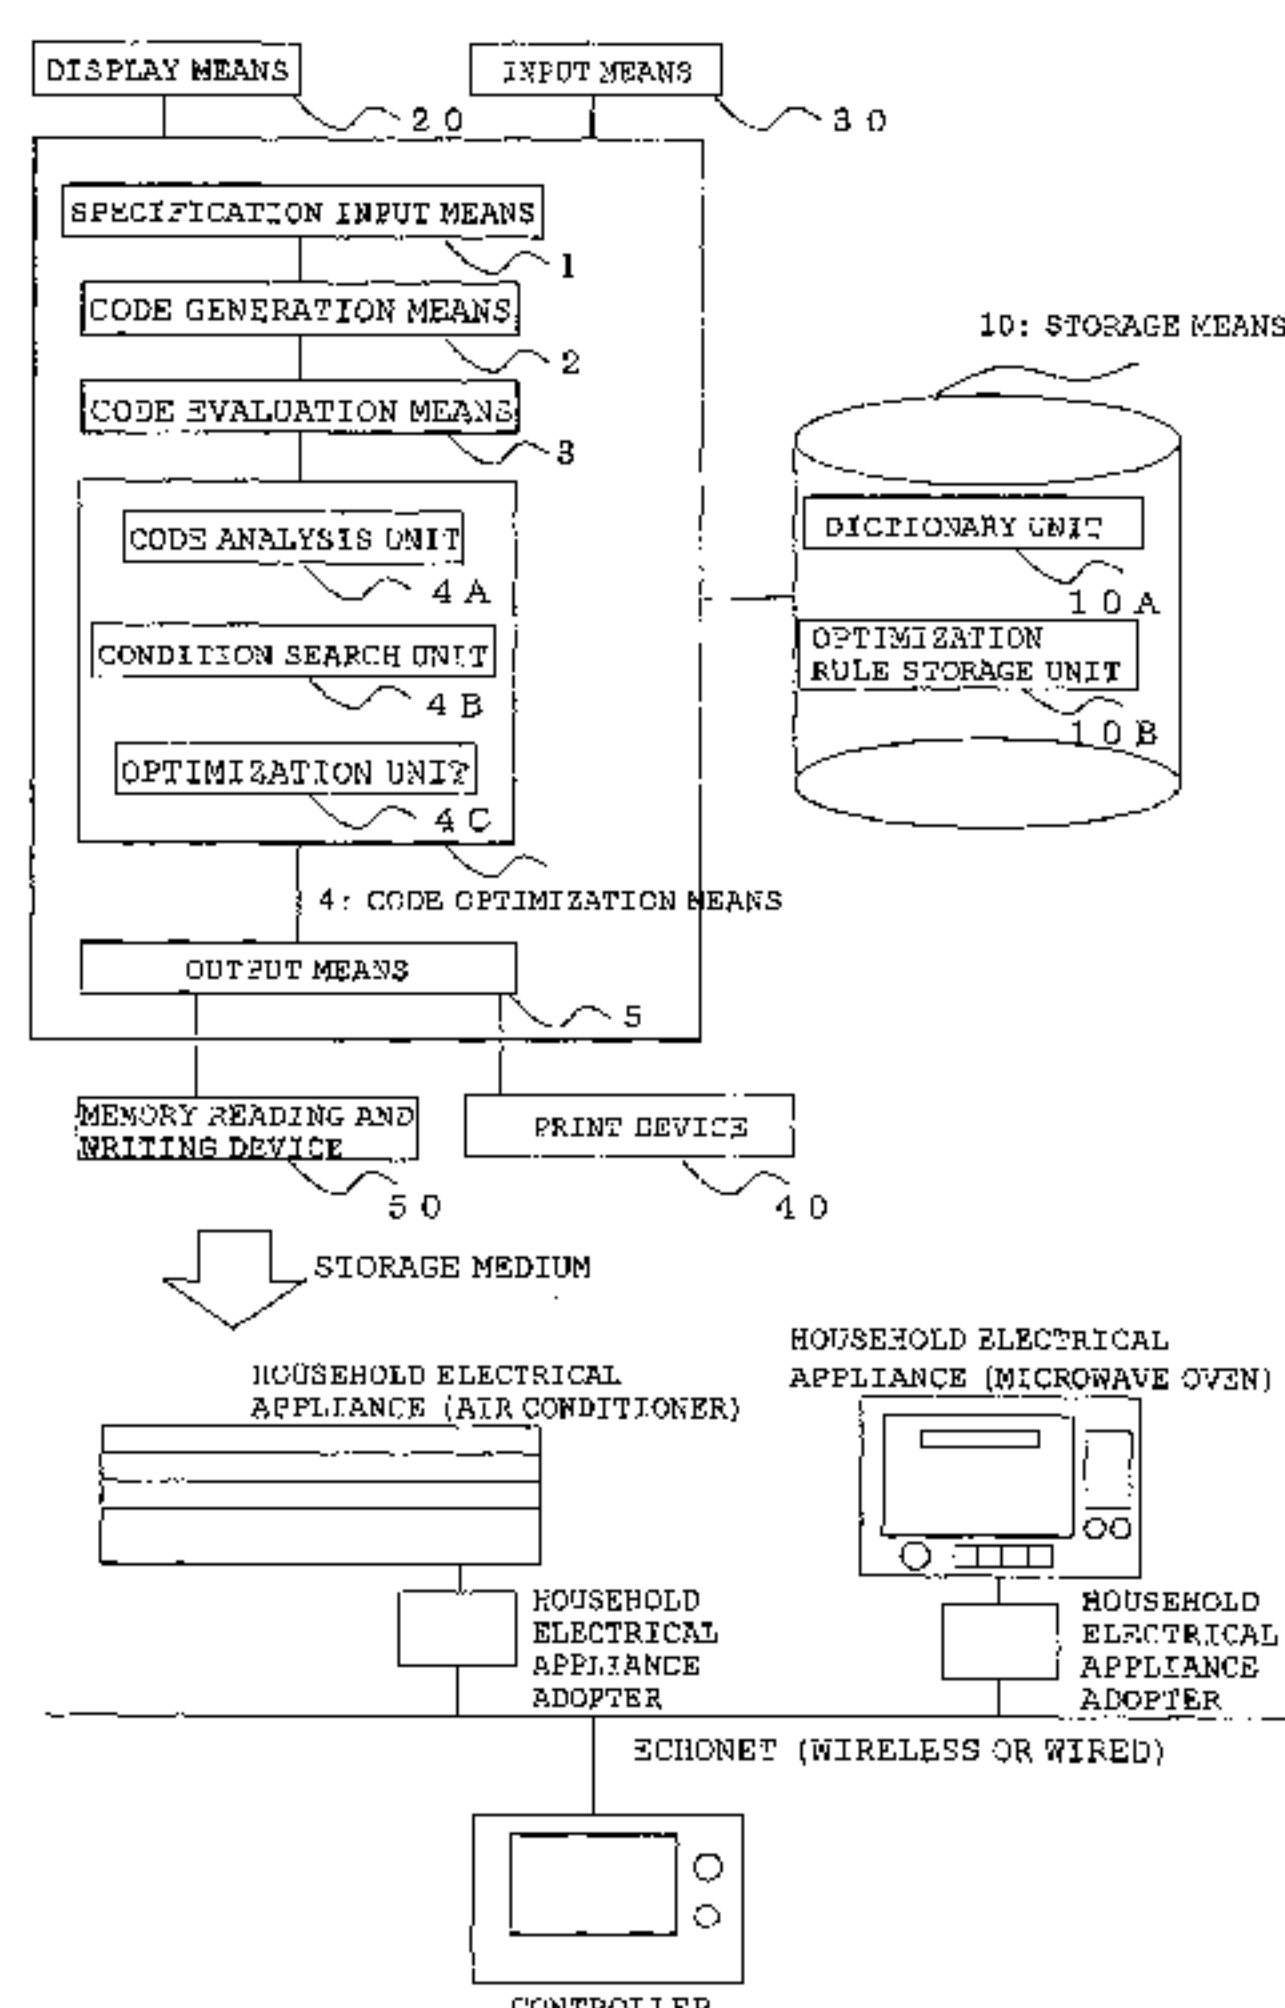 DISPLAY MEANS
20
INPUT MEANS
30
SPECIFICATION INPUT MEANS
1
CODE GENERATION MEANS
2
CODE EVALUATION MEANS
3
CODE ANALYSIS UNIT
4A
CONDITION SEARCH UNIT
4B
OPTIMIZATION UNIT
4C
4: CODE OPTIMIZATION MEANS
OUTPUT MEANS
5
10: STORAGE MEANS
DICTIONARY UNIT
10A
OPTIMIZATION
RULE STORAGE UNIT
10B
MEMORY READING AND
WRITING DEVICE
50
PRINT DEVICE
40
STORAGE MEDIUM
HOUSEHOLD ELECTRICAL
APPLIANCE (AIR CONDITIONER)
HOUSEHOLD ELECTRICAL
APPLIANCE (MICROWAVE OVEN)
HOUSEHOLD
ELECTRICAL
APPLIANCE
ADOPTER
HOUSEHOLD
ELECTRICAL
APPLIANCE
ADOPTER
ECHONET (WIRELESS OR WIRED)
CONTROLLER